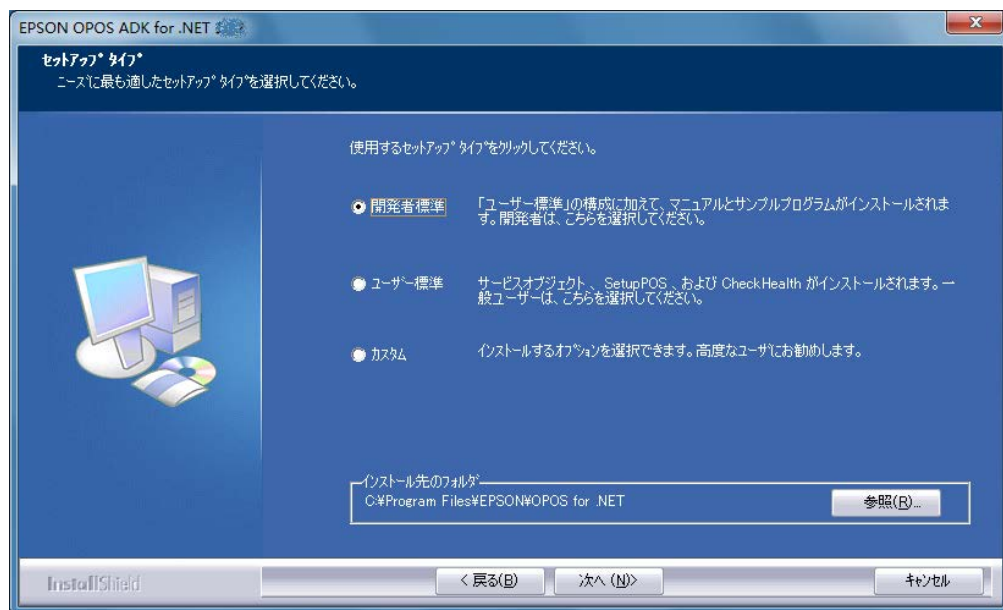 EPSON OPOS ADK for .NET
セットアップ タイプ
ニーズに最も適したセットアップ タイプを選択してください。
使用するセットアップ タイプをクリックしてください。
開発者標準
「ユーザー標準」の構成に加えて、マニュアルとサンプルプログラムがインストールされま
す。開発者は、こちらを選択してください。
ユーザー標準
サービスオブジェクト 、 SetupPOS 、および CheckHealth がインストールされます。一
般ユーザーは、こちらを選択してください。
カスタム
インストールするオプションを選択できます。高度なユーザにお勧めします。
インストール先のフォルダ
C:¥Program Files¥EPSON¥OPOS for .NET
参照(R)...
InstallShield
< 戻る(B)
次へ (N)>
キャンセル